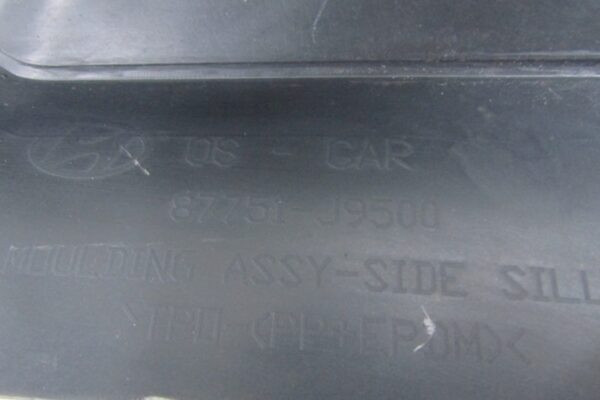 OS - CAR
87751-J9500
MOULDING ASSY-SIDE SILL
>TPO-(PP+EPDM)<